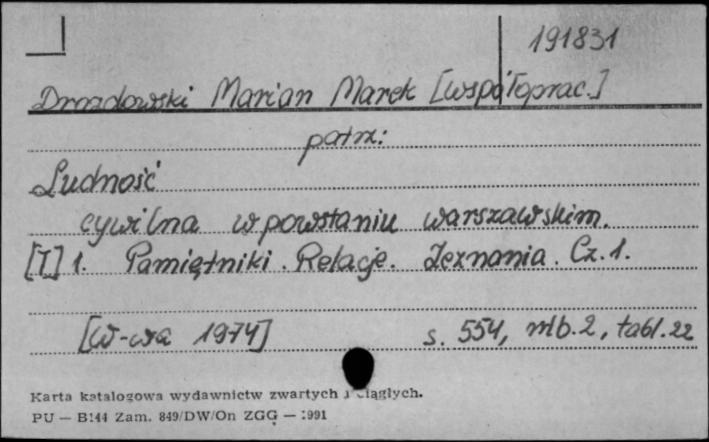 191831
Drozdowski Marian Marek [współoprac.]
patrz:
Ludność
cywilna w powstaniu warszawskim.
[T] 1. Pamiętniki. Relacje. Zeznania. Cz. 1.
[W-wa 1974] s. 554, nlb. 2, tabl. 22
Karta katalogowa wydawnictw zwartych i ciągłych.
PU — B144 Zam. 849/DW/On ZGG — 1991